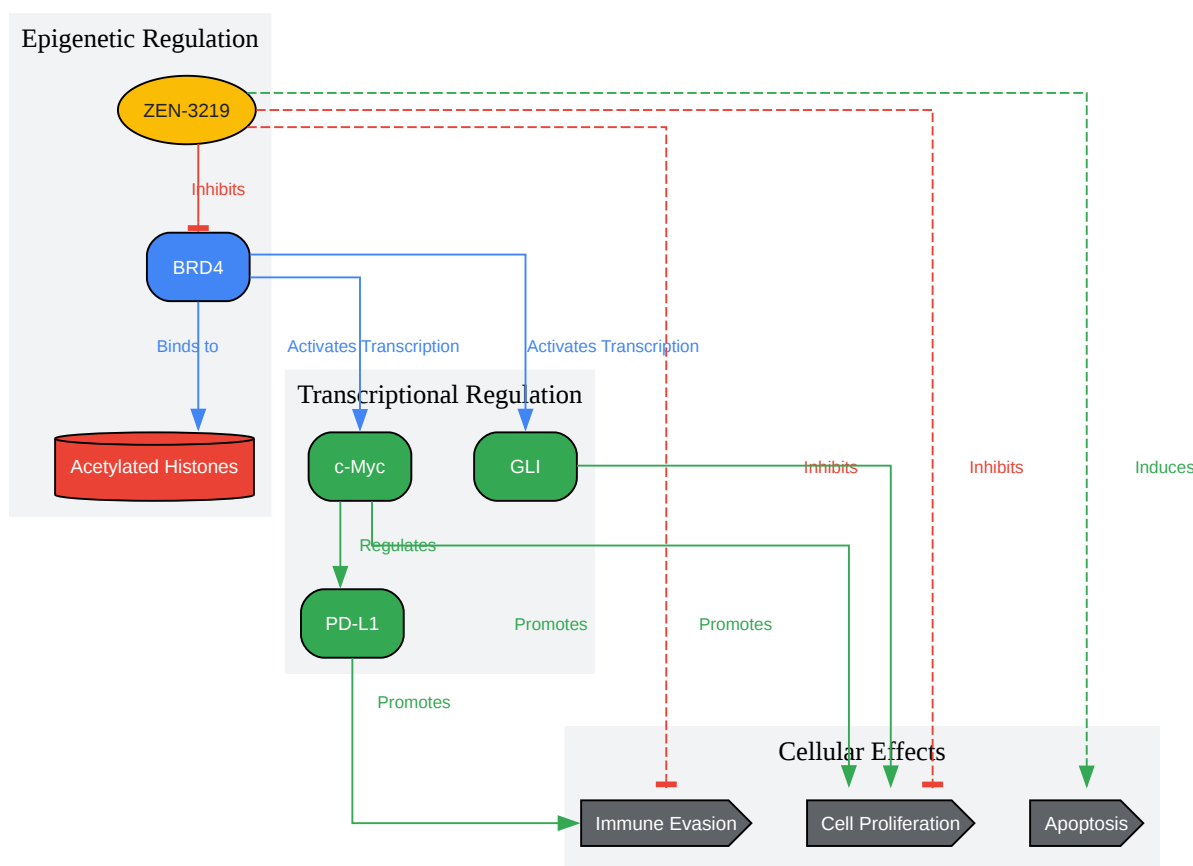 Epigenetic Regulation
ZEN-3219
Inhibits
BRD4
Binds to
Activates Transcription
Activates Transcription
Transcriptional Regulation
Acetylated Histones
c-Myc
GLI
Inhibits
Inhibits
Induces
Regulates
PD-L1
Promotes
Promotes
Promotes
Cellular Effects
Immune Evasion
Cell Proliferation
Apoptosis